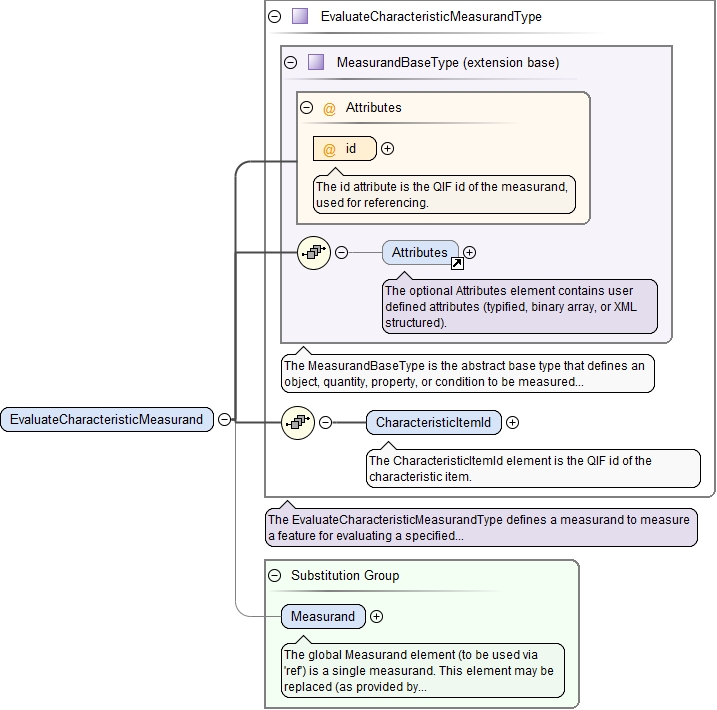 EvaluateCharacteristicMeasurandType
MeasurandBaseType (extension base)
@ Attributes
@ id
The id attribute is the QIF id of the measurand,
used for referencing.
Attributes
The optional Attributes element contains user
defined attributes (typified, binary array, or XML
structured).
The MeasurandBaseType is the abstract base type that defines an
object, quantity, property, or condition to be measured...
EvaluateCharacteristicMeasurand
CharacteristicItemId
The CharacteristicItemId element is the QIF id of the
characteristic item.
The EvaluateCharacteristicMeasurandType defines a measurand to measure
a feature for evaluating a specified...
Substitution Group
Measurand
The global Measurand element (to be used via
'ref') is a single measurand. This element may be
replaced (as provided by...